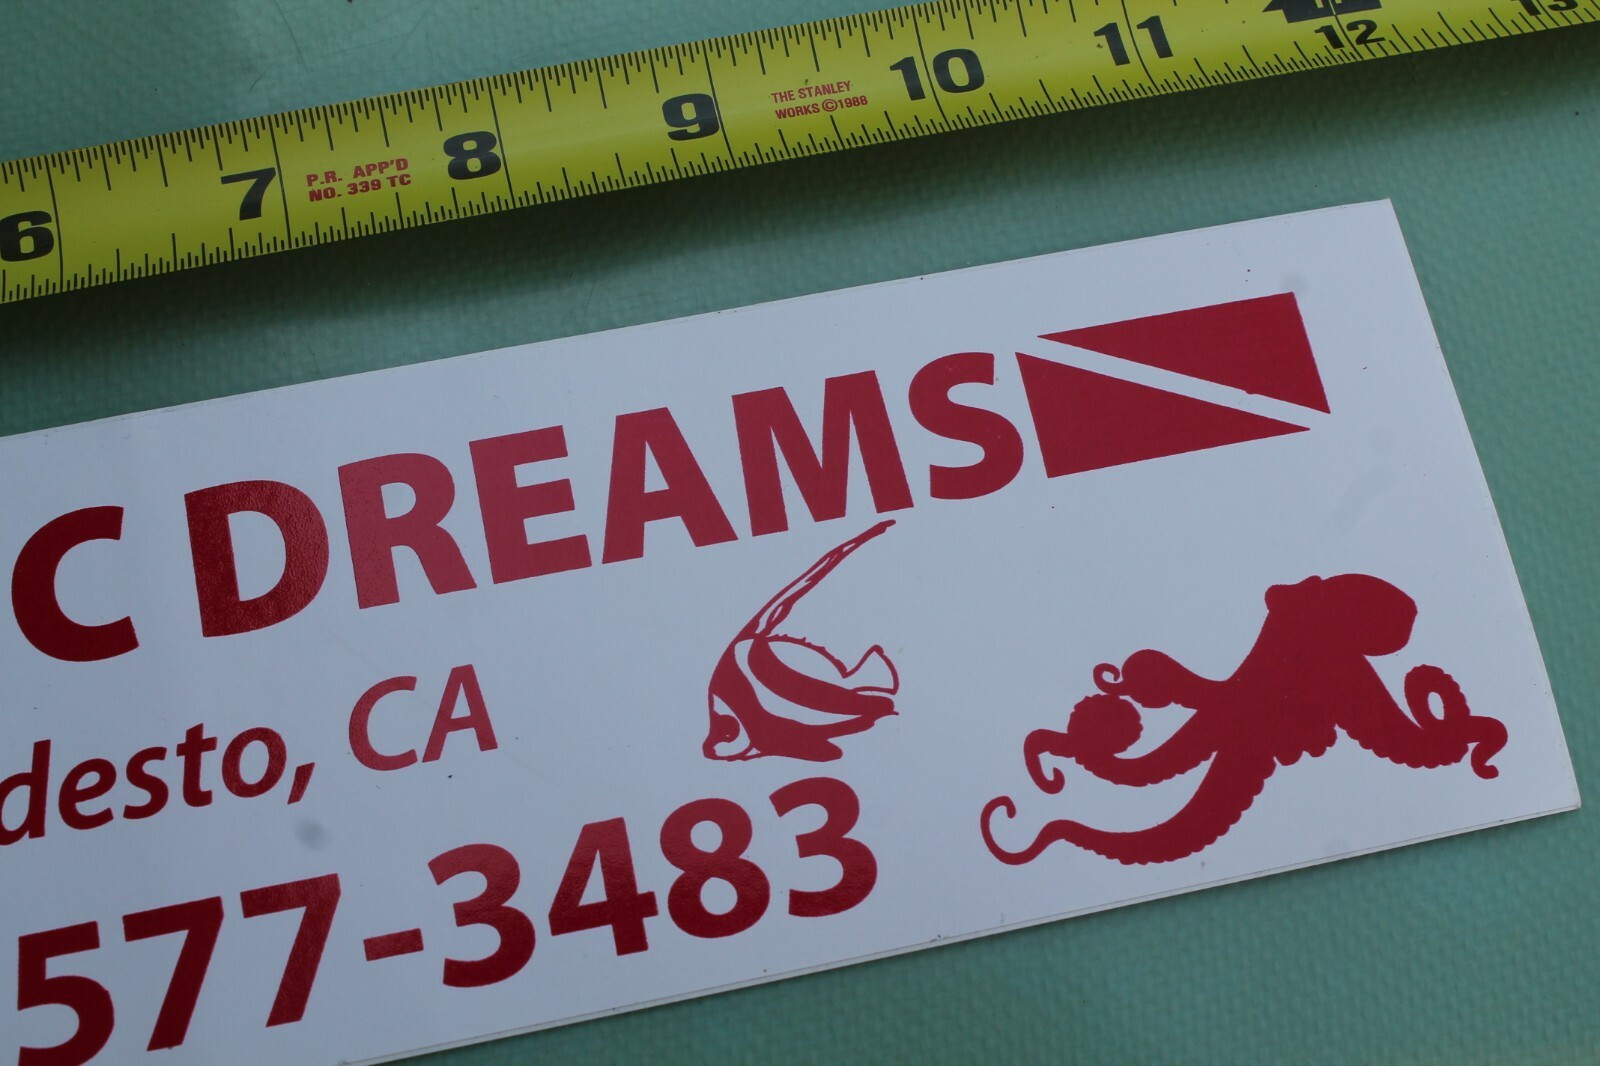 6 7 8 9 10 11 12 13
P.R. APP'D
NO. 339 TC
THE STANLEY
WORKS ©1988
C DREAMS
desto, CA
577-3483